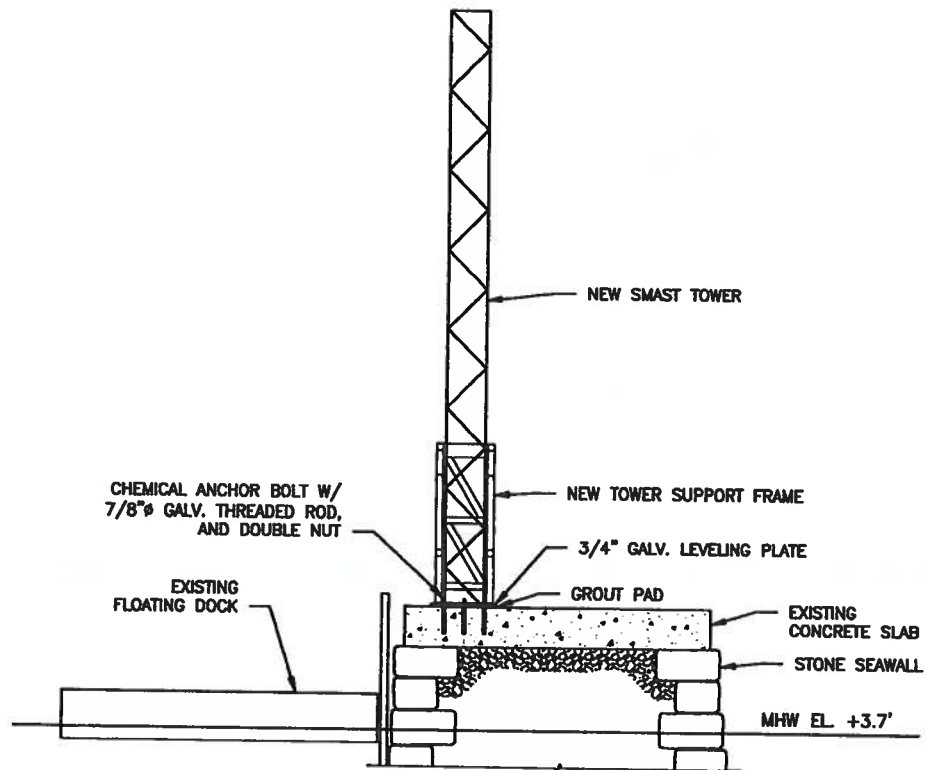 NEW SMAST TOWER
CHEMICAL ANCHOR BOLT W/
7/8"ø GALV. THREADED ROD,
AND DOUBLE NUT
NEW TOWER SUPPORT FRAME
3/4" GALV. LEVELING PLATE
GROUT PAD
EXISTING
FLOATING DOCK
EXISTING
CONCRETE SLAB
STONE SEAWALL
MHW EL. +3.7'